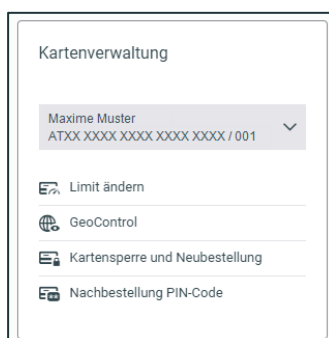 Kartenverwaltung
Maxime Muster
ATXX XXXX XXXX XXXX XXXX / 001
Limit ändern
GeoControl
Kartensperre und Neubestellung
Nachbestellung PIN-Code